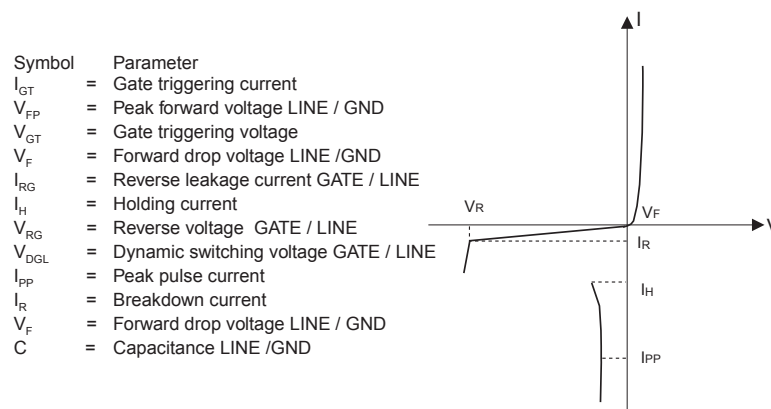 Symbol Parameter
IGT = Gate triggering current
VFP = Peak forward voltage LINE / GND
VGT = Gate triggering voltage
VF = Forward drop voltage LINE /GND
IRG = Reverse leakage current GATE / LINE
IH = Holding current
VRG = Reverse voltage GATE / LINE
VDGL = Dynamic switching voltage GATE / LINE
IPP = Peak pulse current
IR = Breakdown current
VF = Forward drop voltage LINE / GND
C = Capacitance LINE /GND
I
VR
VF
V
IR
IH
IPP